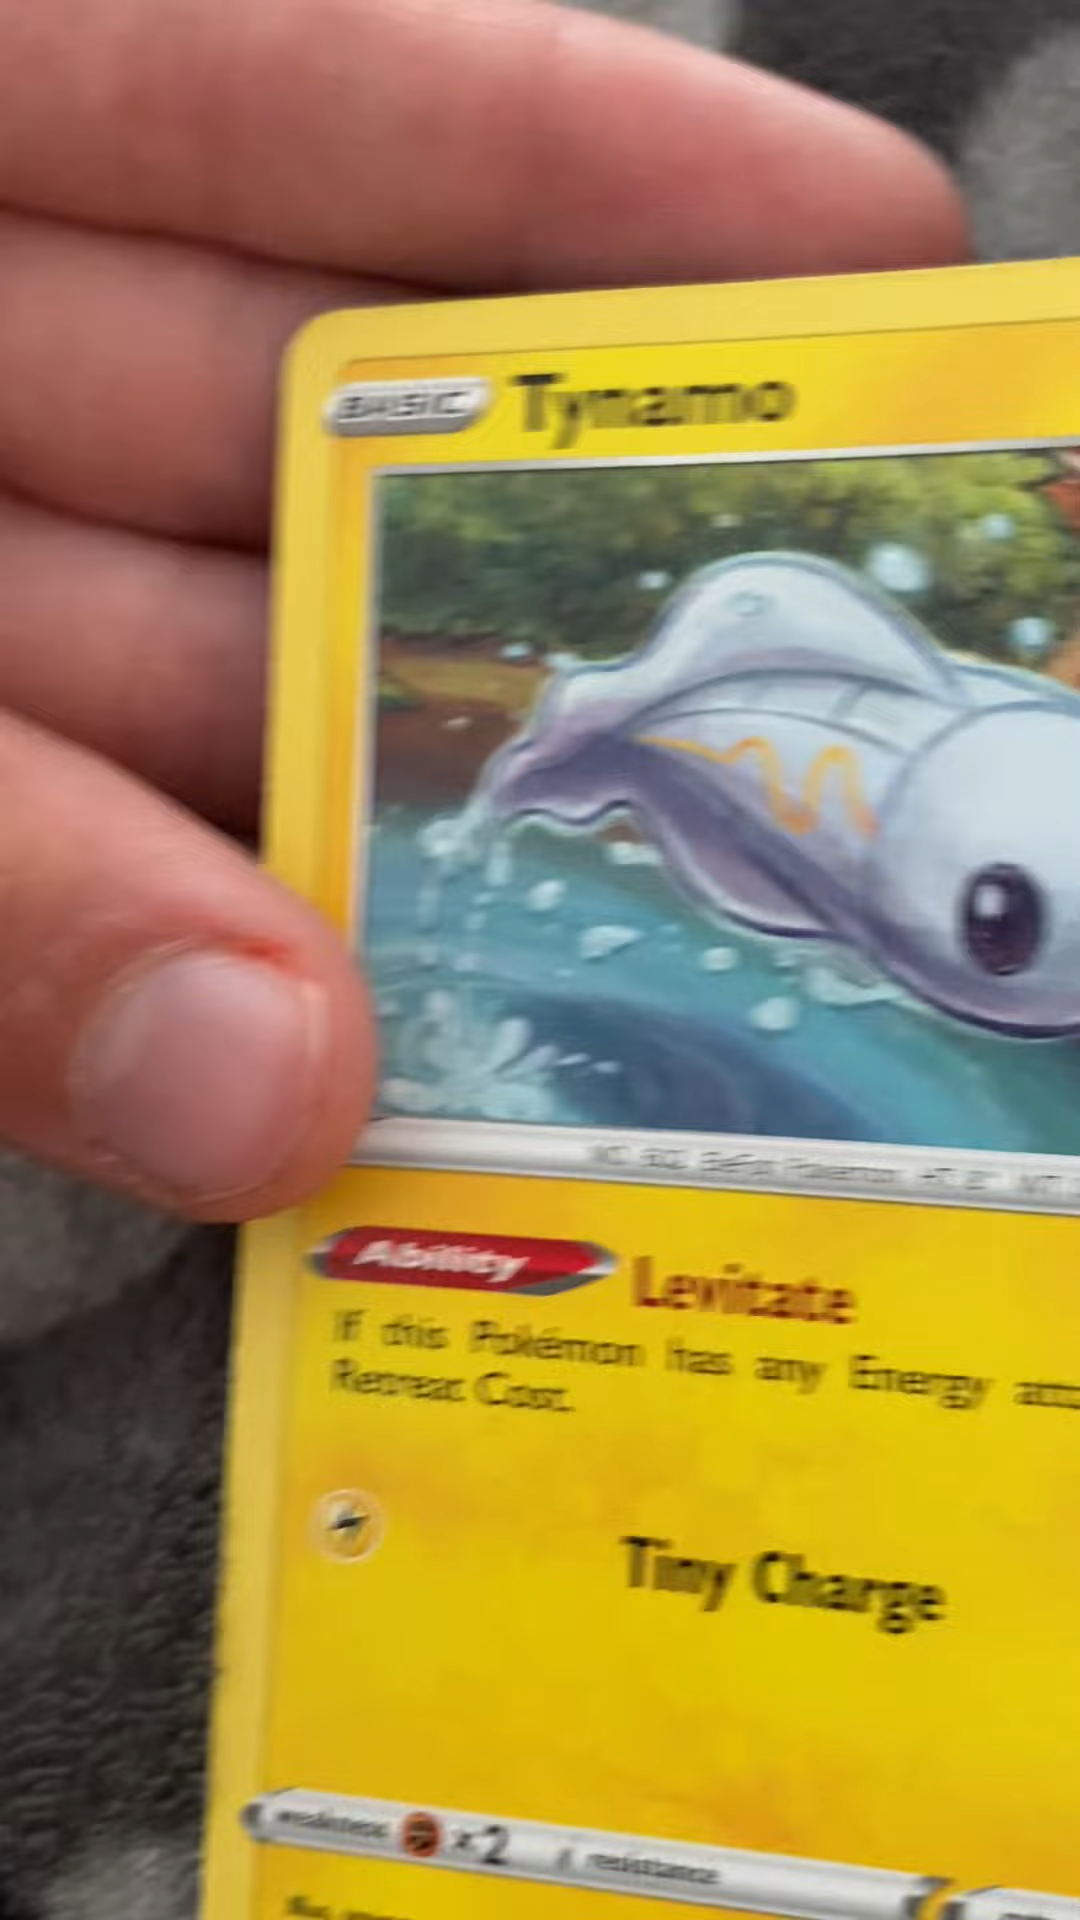 BASIC Tynamo
Ability Levitate
If this Pokémon has any Energy
Retreat Cost.
Tiny Charge
weakness ×2 resistance